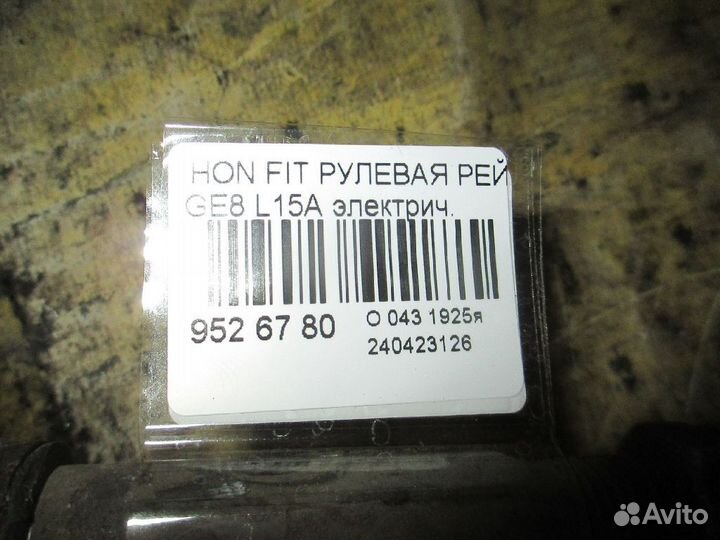 HON FIT РУЛЕВАЯ РЕЙ
GE8 L15A электрич.
952 67 80
О 043 1925я
240423126
Avito